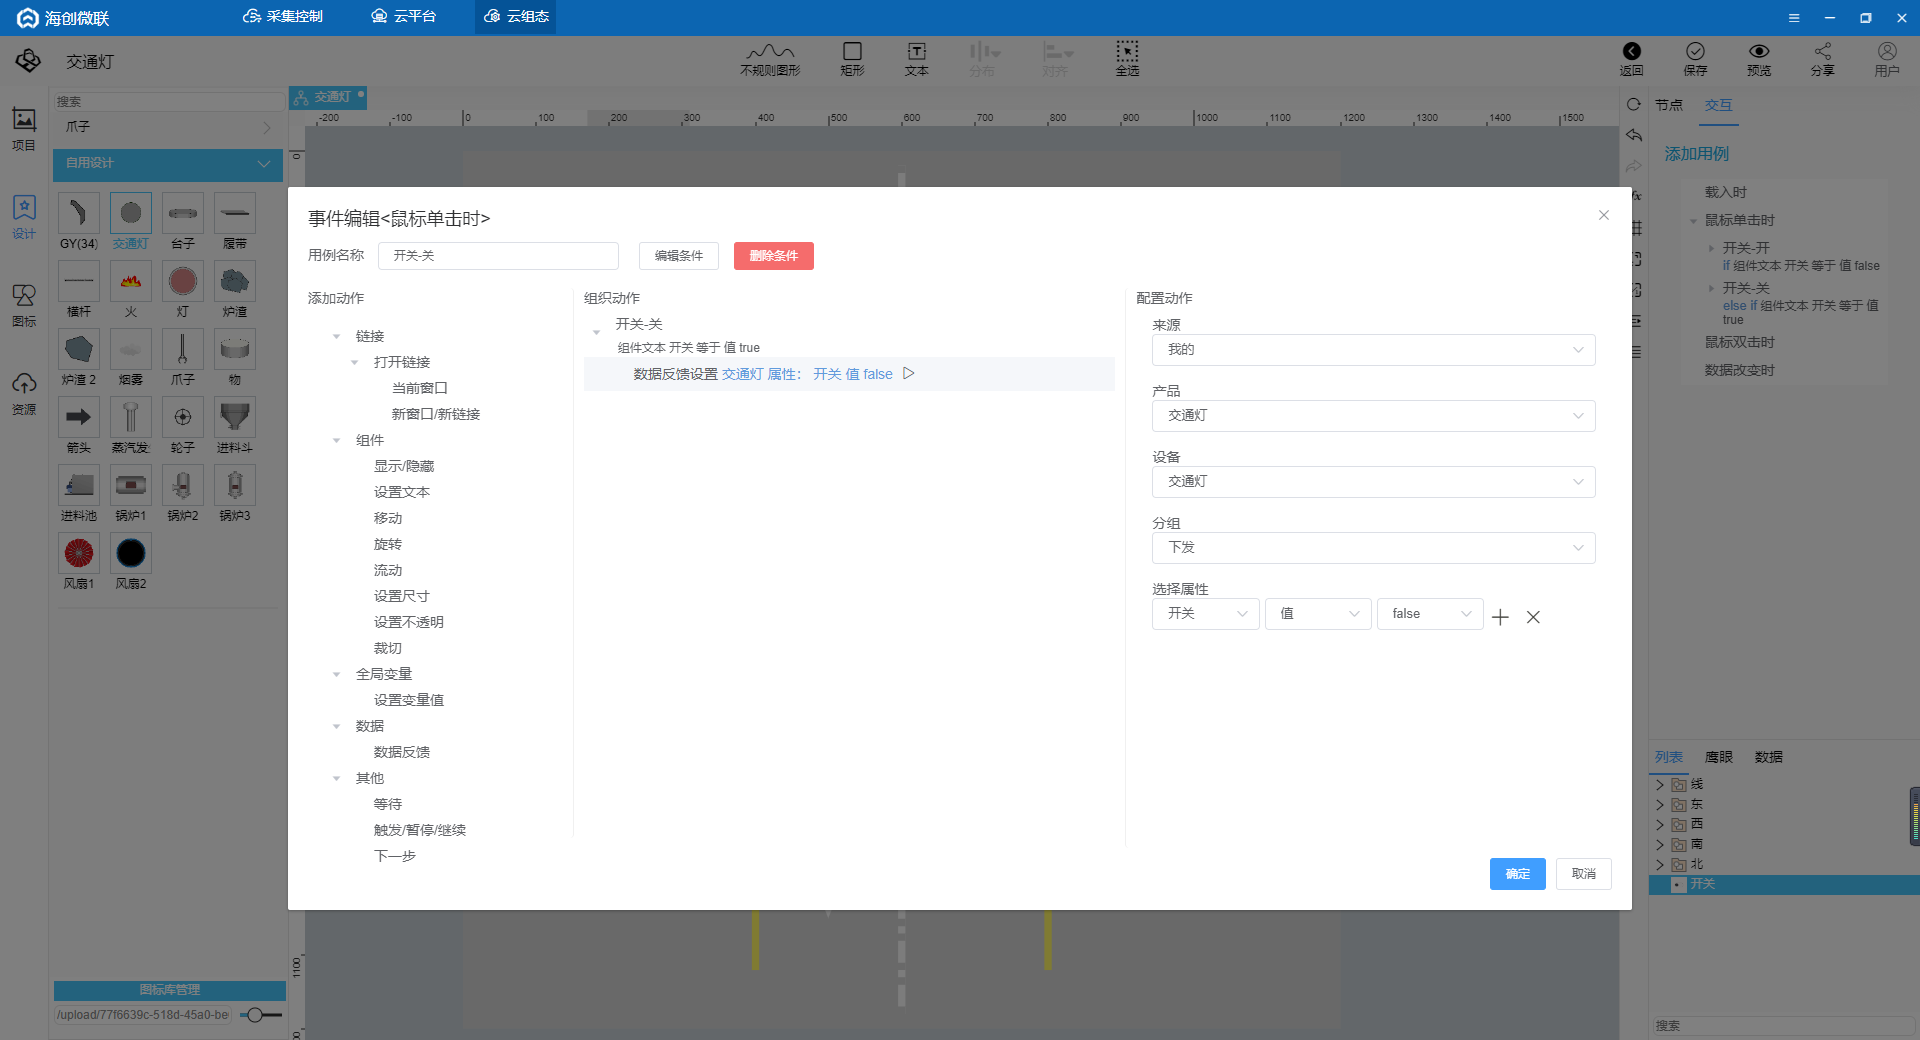 海创微联
采集控制
云平台
云组态
交通灯
不规则图形
矩形
文本
分布
对齐
全选
返回
保存
预览
分享
用户
项目
设计
图标
资源
搜索
爪子
自用设计
GY(34)
交通灯
台子
履带
横杆
火
灯
炉渣
炉渣 2
烟雾
爪子
物
箭头
蒸汽发
轮子
进料斗
进料池
锅炉1
锅炉2
锅炉3
风扇1
风扇2
图标库管理
/upload/77f6639c-518d-45a0-be
交通灯
-200 -100 0 100 200 300 400 500 600 700 800 900 1000 1100 1200 1300 1400 1500
0
1100
事件编辑<鼠标单击时>
用例名称
开关-关
编辑条件
删除条件
添加动作
链接
打开链接
当前窗口
新窗口/新链接
组件
显示/隐藏
设置文本
移动
旋转
流动
设置尺寸
设置不透明
裁切
全局变量
设置变量值
数据
数据反馈
其他
等待
触发/暂停/继续
下一步
组织动作
开关-关
组件文本 开关 等于 值 true
数据反馈设置 交通灯 属性： 开关 值 false
配置动作
来源
我的
产品
交通灯
设备
交通灯
分组
下发
选择属性
开关
值
false
确定
取消
节点
交互
添加用例
载入时
鼠标单击时
开关-开
if 组件文本 开关 等于 值 false
开关-关
else if 组件文本 开关 等于 值
true
鼠标双击时
数据改变时
列表
鹰眼
数据
线
东
西
南
北
开关
搜索